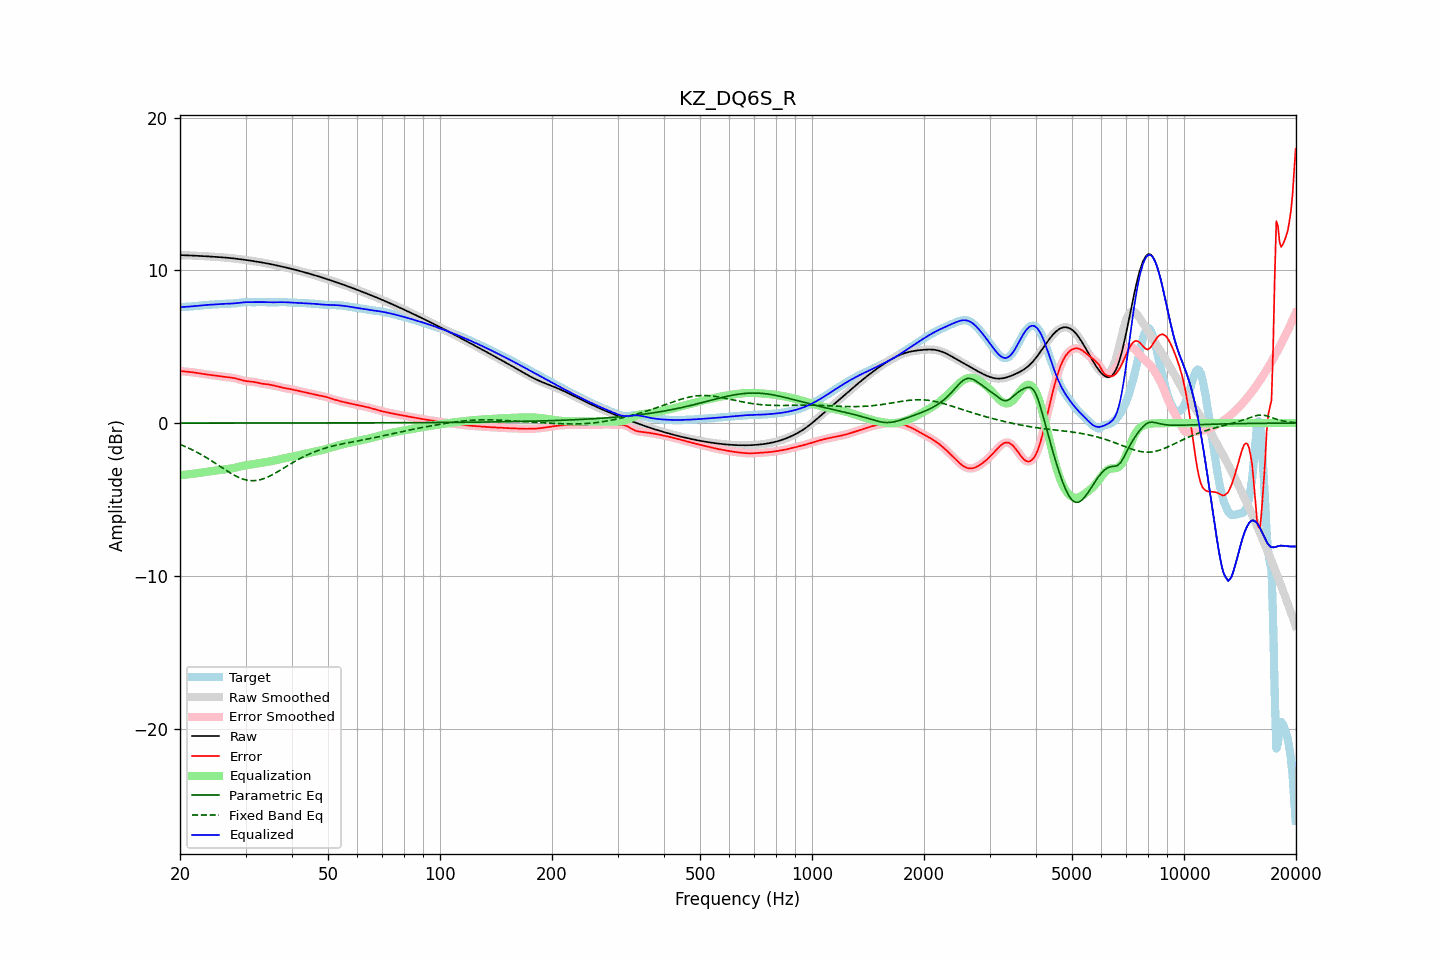 KZ_DQ6S_R
20
10
0
−10
−20
Amplitude (dBr)
Target
Raw Smoothed
Error Smoothed
Raw
Error
Equalization
Parametric Eq
Fixed Band Eq
Equalized
20 50 100 200 500 1000 2000 5000 10000 20000
Frequency (Hz)